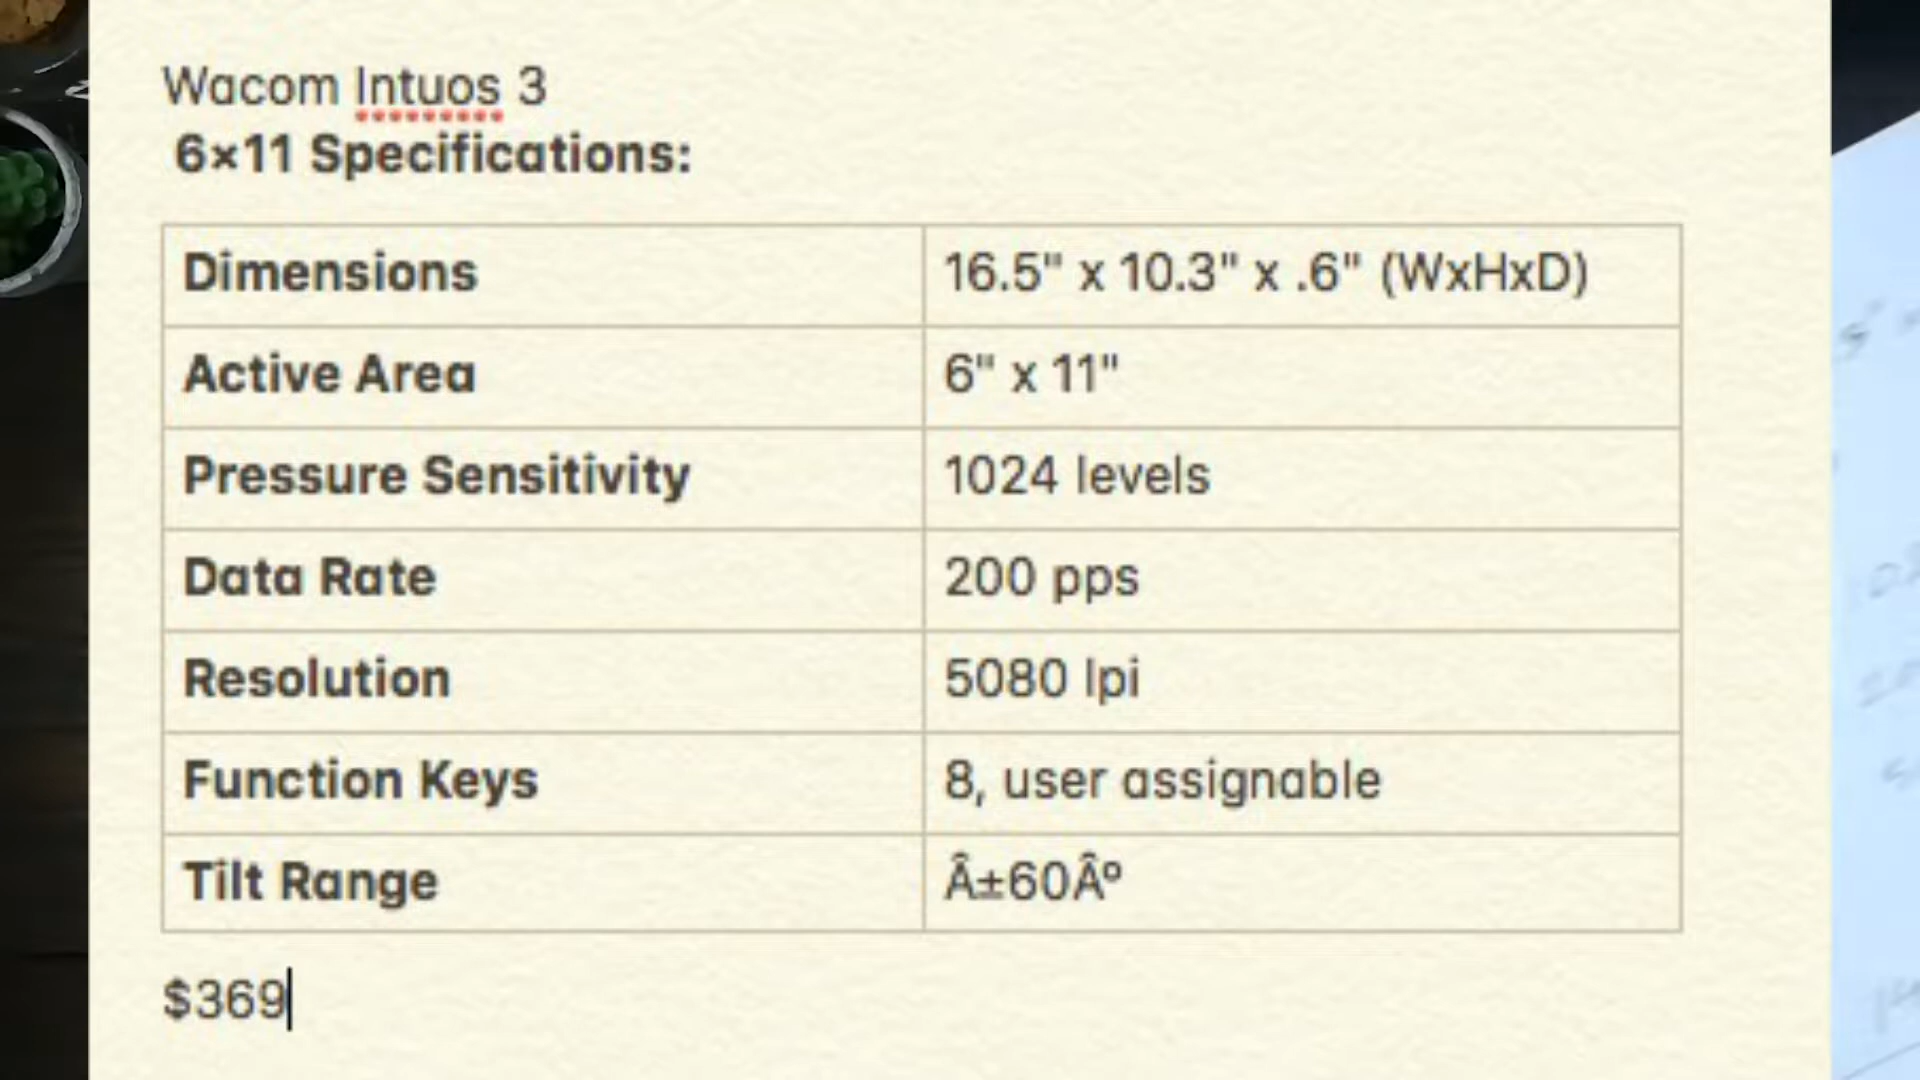 Wacom Intuos 3
6×11 Specifications:
Dimensions 16.5" x 10.3" x .6" (WxHxD)
Active Area 6" x 11"
Pressure Sensitivity 1024 levels
Data Rate 200 pps
Resolution 5080 lpi
Function Keys 8, user assignable
Tilt Range Â±60Âº
$369